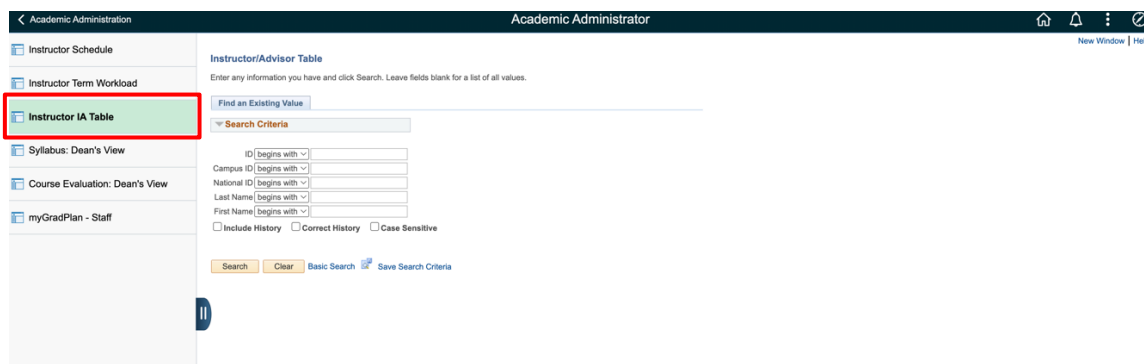 Academic Administration
Academic Administrator
New Window | Hel
Instructor Schedule
Instructor Term Workload
Instructor IA Table
Syllabus: Dean's View
Course Evaluation: Dean's View
myGradPlan - Staff
Instructor/Advisor Table
Enter any information you have and click Search. Leave fields blank for a list of all values.
Find an Existing Value
Search Criteria
ID begins with
Campus ID begins with
National ID begins with
Last Name begins with
First Name begins with
Include History Correct History Case Sensitive
Search Clear Basic Search Save Search Criteria